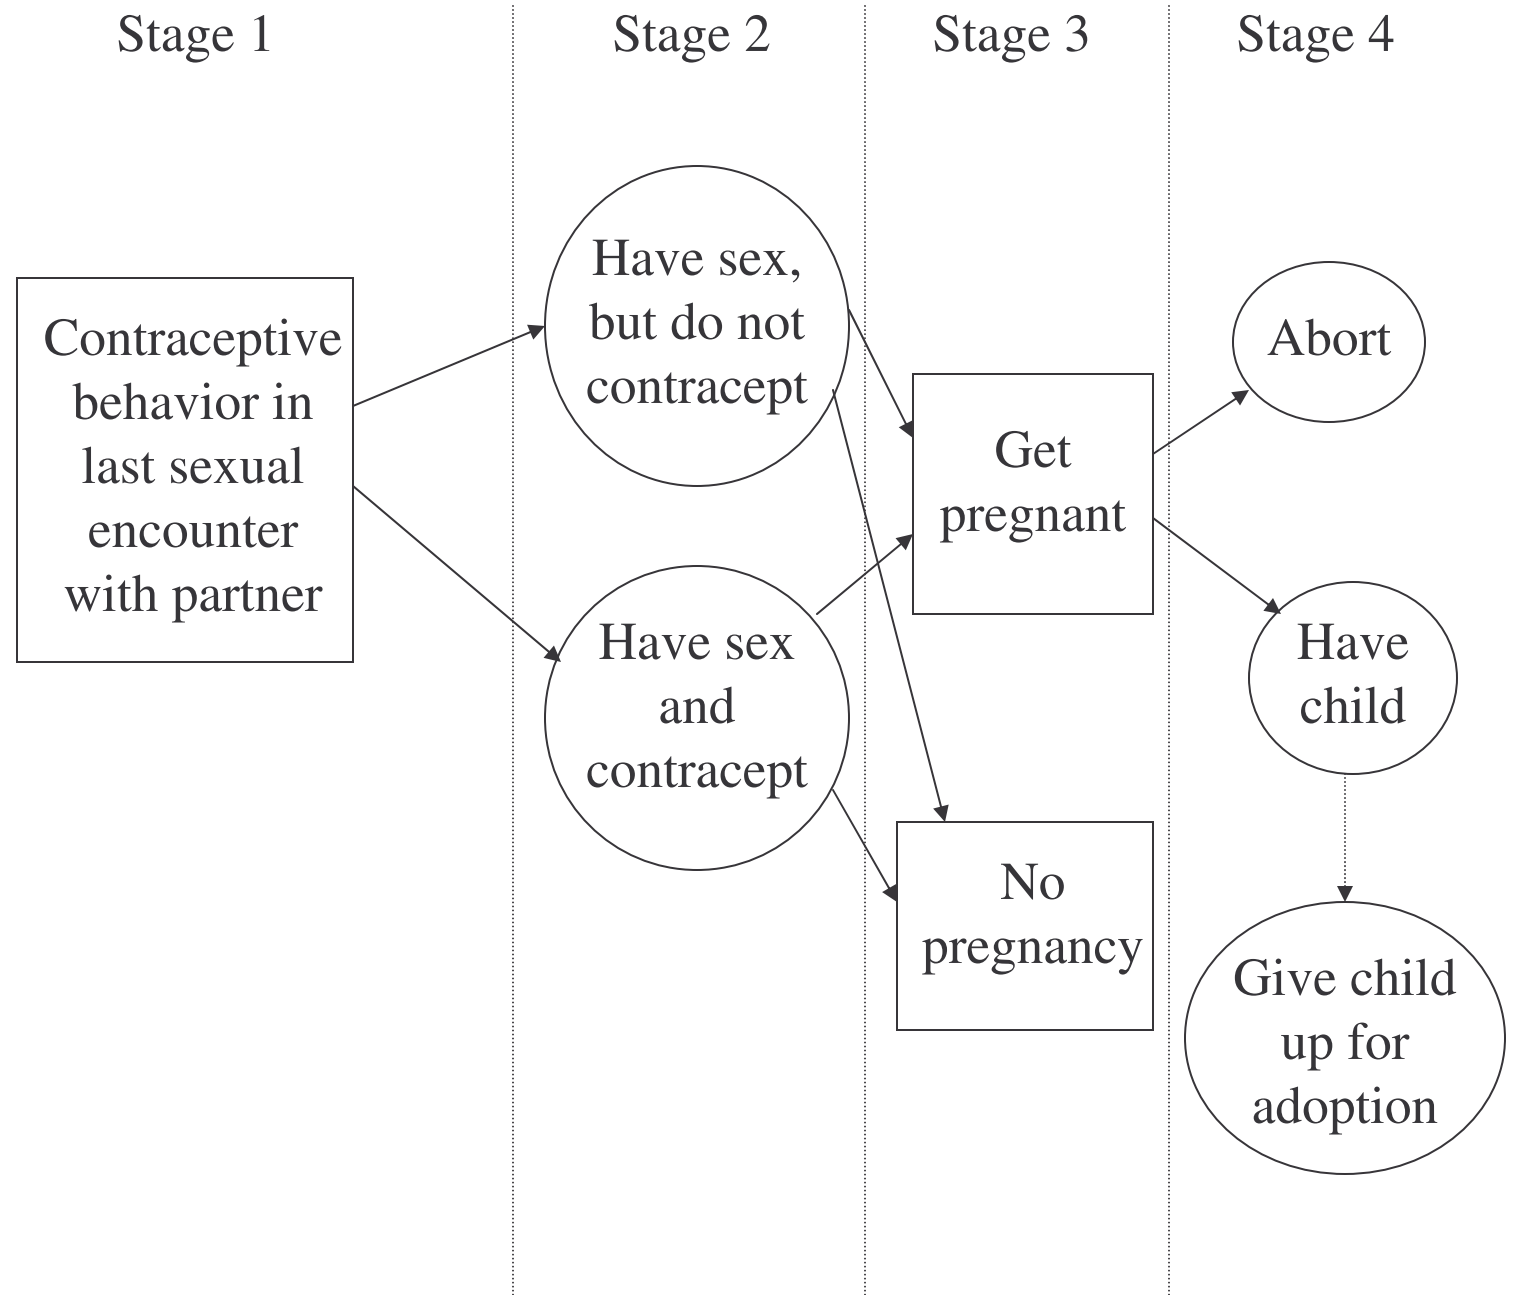 Stage 1
Stage 2
Stage 3
Stage 4
Contraceptive
behavior in
last sexual
encounter
with partner
Have sex,
but do not
contracept
Have sex
and
contracept
Get
pregnant
No
pregnancy
Abort
Have
child
Give child
up for
adoption